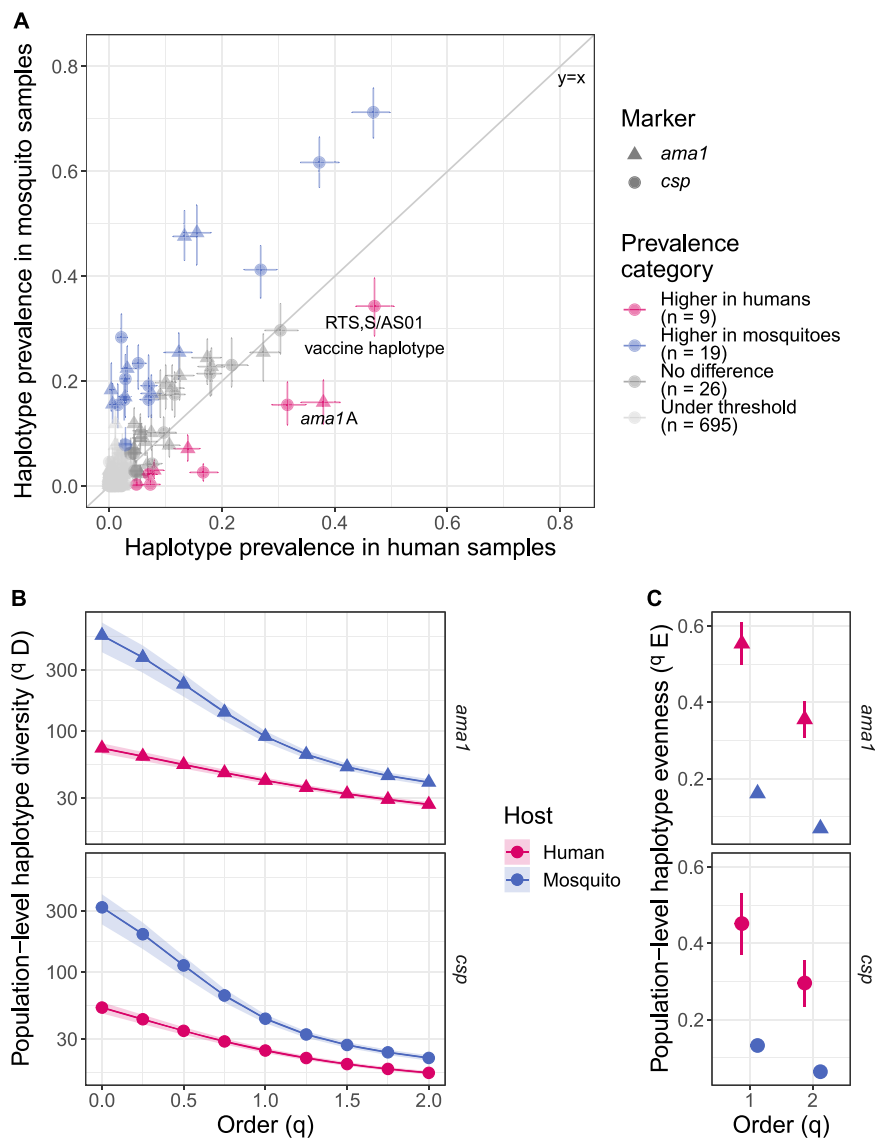 A
Haplotype prevalence in mosquito samples
0.8
0.6
0.4
0.2
0.0
y=x
RTS,S/AS01
vaccine haplotype
ama1A
0.0 0.2 0.4 0.6 0.8
Haplotype prevalence in human samples
Marker
ama1
csp
Prevalence
category
Higher in humans
(n = 9)
Higher in mosquitoes
(n = 19)
No difference
(n = 26)
Under threshold
(n = 695)
B
Population−level haplotype diversity (q D)
300
100
30
ama1
300
100
30
csp
0.0 0.5 1.0 1.5 2.0
Order (q)
Host
Human
Mosquito
C
Population−level haplotype evenness (q E)
0.6
0.4
0.2
ama1
0.6
0.4
0.2
csp
1 2
Order (q)